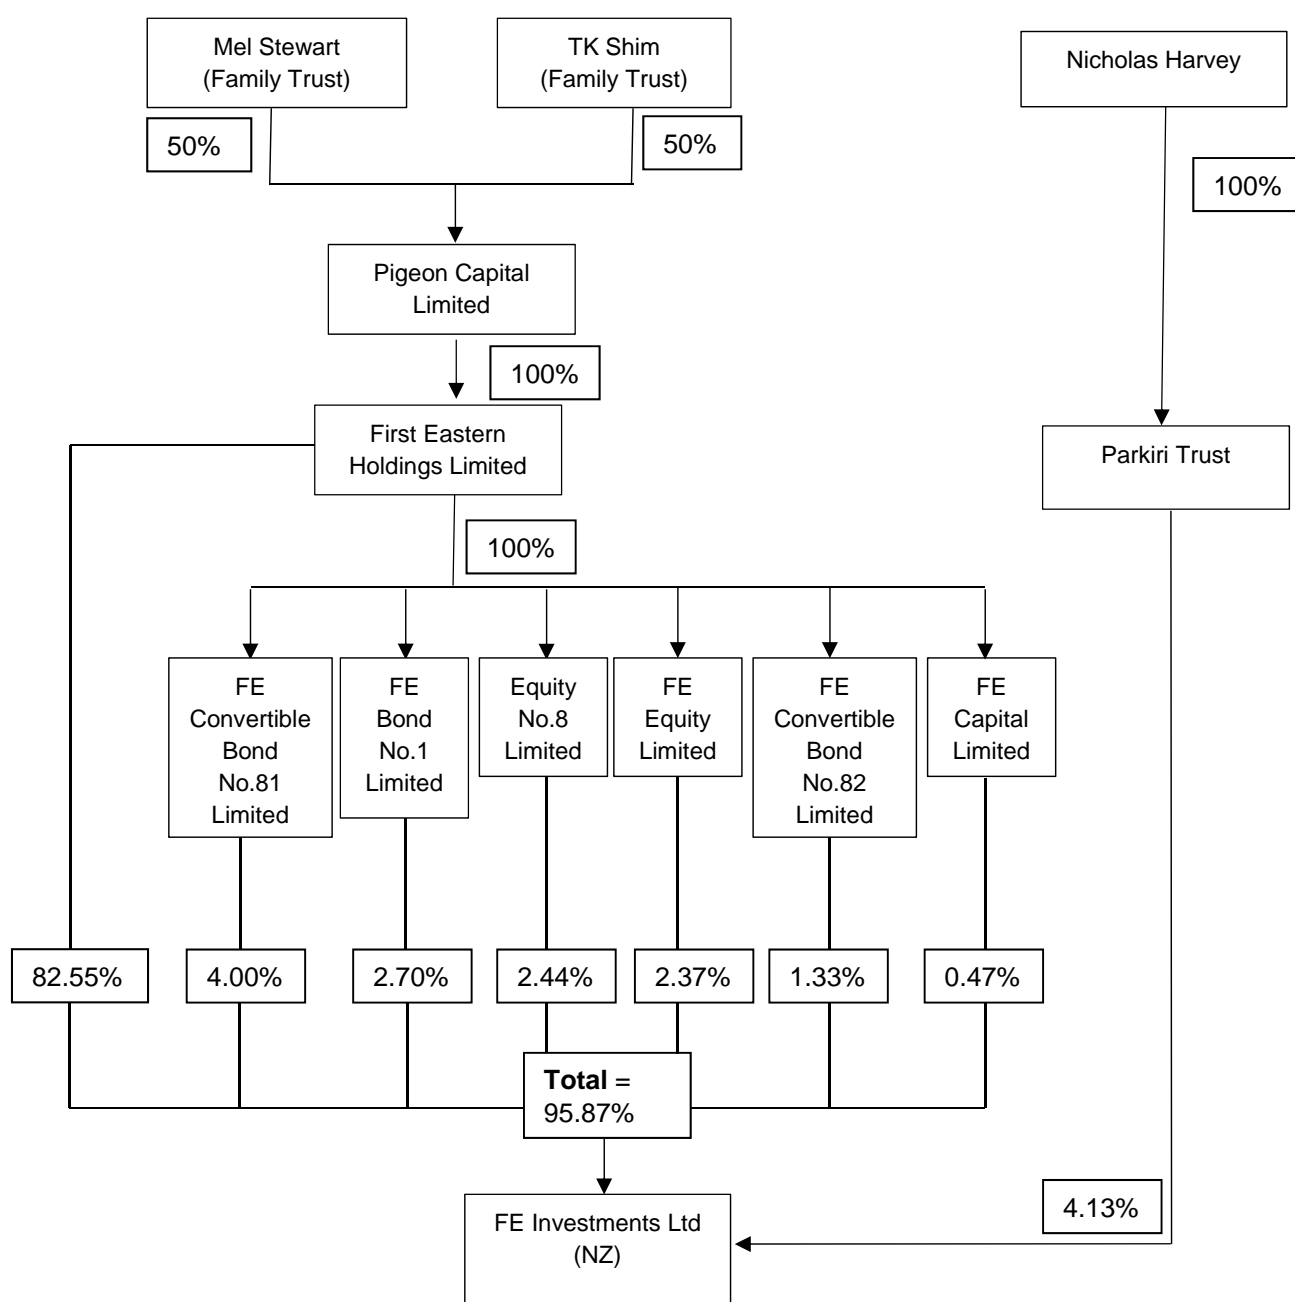 Mel Stewart
(Family Trust)
TK Shim
(Family Trust)
Nicholas Harvey
50%
50%
100%
Pigeon Capital
Limited
100%
First Eastern
Holdings Limited
Parkiri Trust
100%
FE
Convertible
Bond
No.81
Limited
FE
Bond
No.1
Limited
Equity
No.8
Limited
FE
Equity
Limited
FE
Convertible
Bond
No.82
Limited
FE
Capital
Limited
82.55%
4.00%
2.70%
2.44%
2.37%
1.33%
0.47%
Total =
95.87%
4.13%
FE Investments Ltd
(NZ)